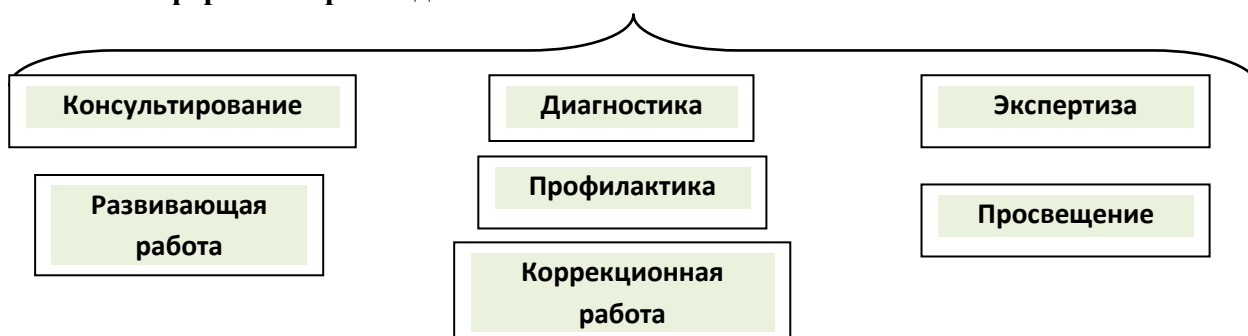 Консультирование
Диагностика
Экспертиза
Развивающая
работа
Профилактика
Просвещение
Коррекционная
работа